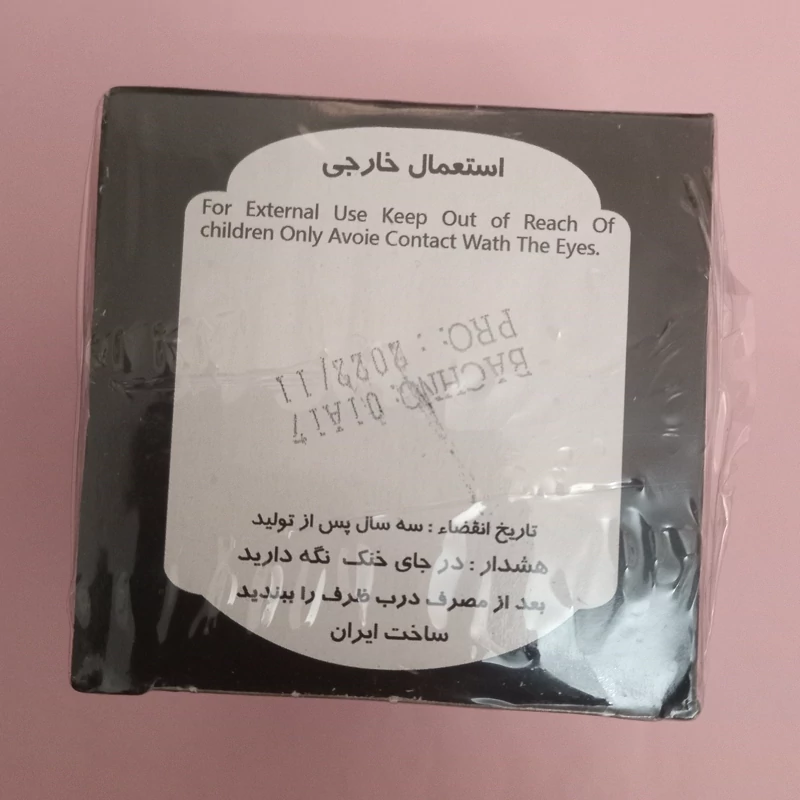 استعمال خارجی
For External Use Keep Out of Reach Of
children Only Avoie Contact Wath The Eyes.
BACHNO: 01A17
PRO: : 2022/11
تاریخ انقضاء : سه سال پس از تولید
هشدار : در جای خنک نگه دارید
بعد از مصرف درب ظرف را ببندید
ساخت ایران